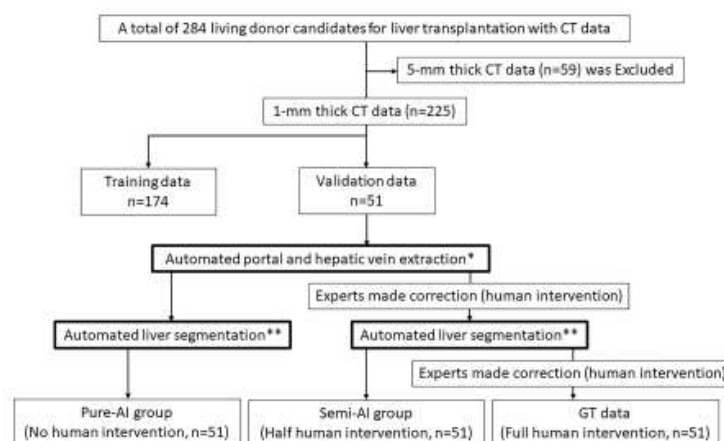 A total of 284 living donor candidates for liver transplantation with CT data
5-mm thick CT data (n=59) was Excluded
1-mm thick CT data (n=225)
Training data
n=174
Validation data
n=51
Automated portal and hepatic vein extraction*
Experts made correction (human intervention)
Automated liver segmentation**
Automated liver segmentation**
Experts made correction (human intervention)
Pure-AI group
(No human intervention, n=51)
Semi-AI group
(Half human intervention, n=51)
GT data
(Full human intervention, n=51)